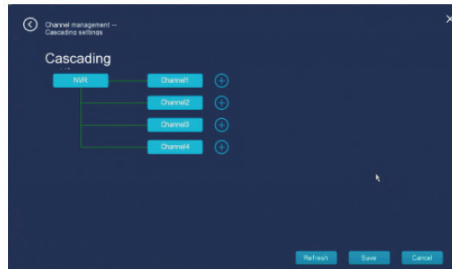 Channel management --
Cascading settings
Cascading
NVR
Channel1
Channel2
Channel3
Channel4
Refresh
Save
Cancel